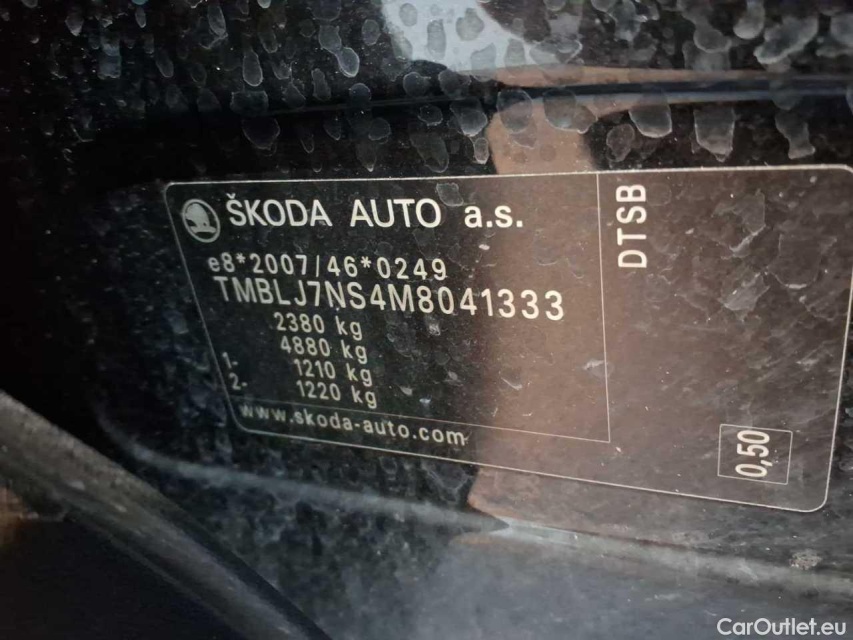 ŠKODA AUTO a.s.
e8*2007/46*0249
TMBLJ7NS4M8041333
2380 kg
4880 kg
1- 1210 kg
2- 1220 kg
www.skoda-auto.com
DTSB
0,50
CarOutlet.eu